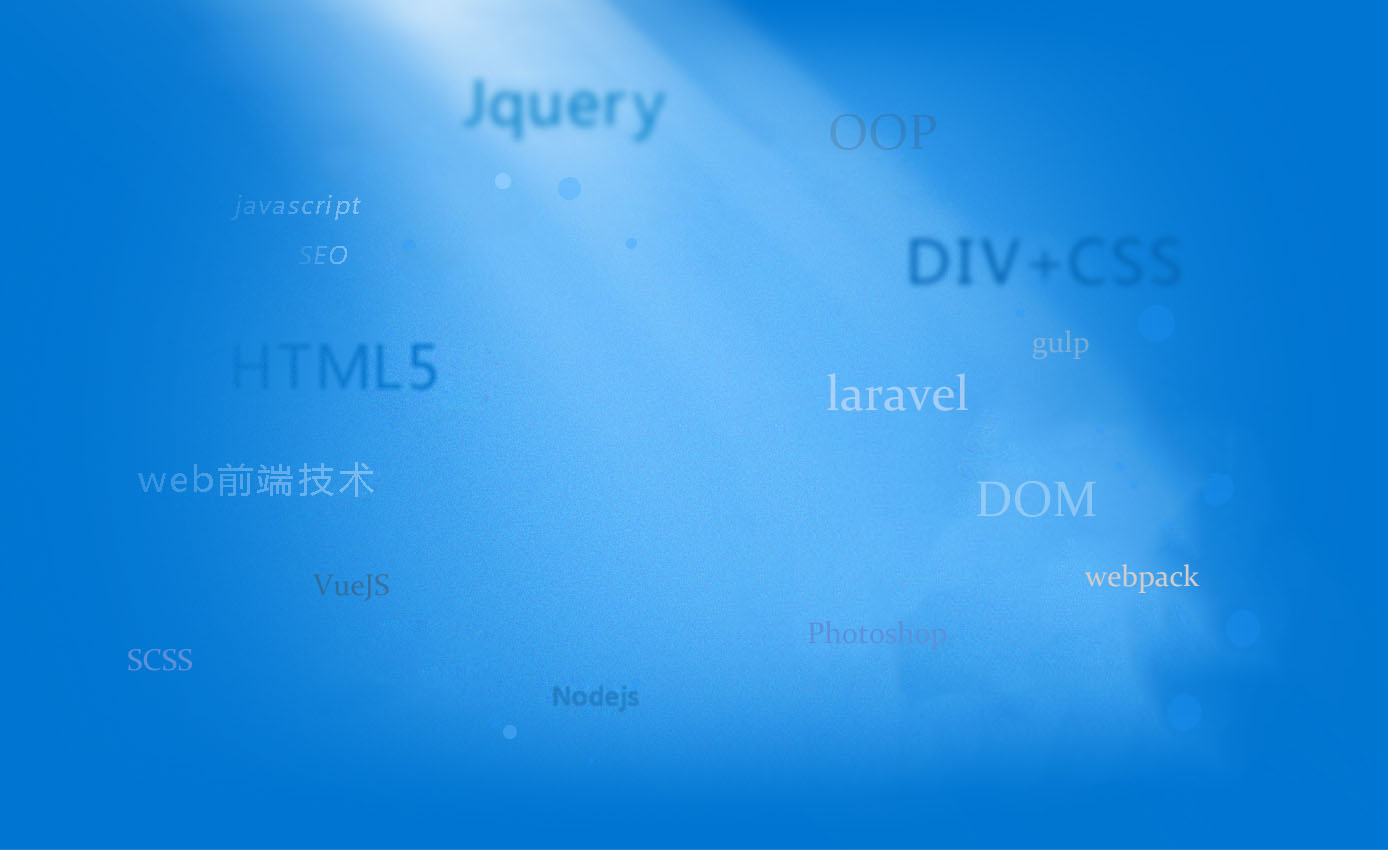 Jquery
OOP
javascript
SEO
DIV+CSS
gulp
HTML5
laravel
web前端技术
DOM
webpack
VueJS
Photoshop
SCSS
Nodejs